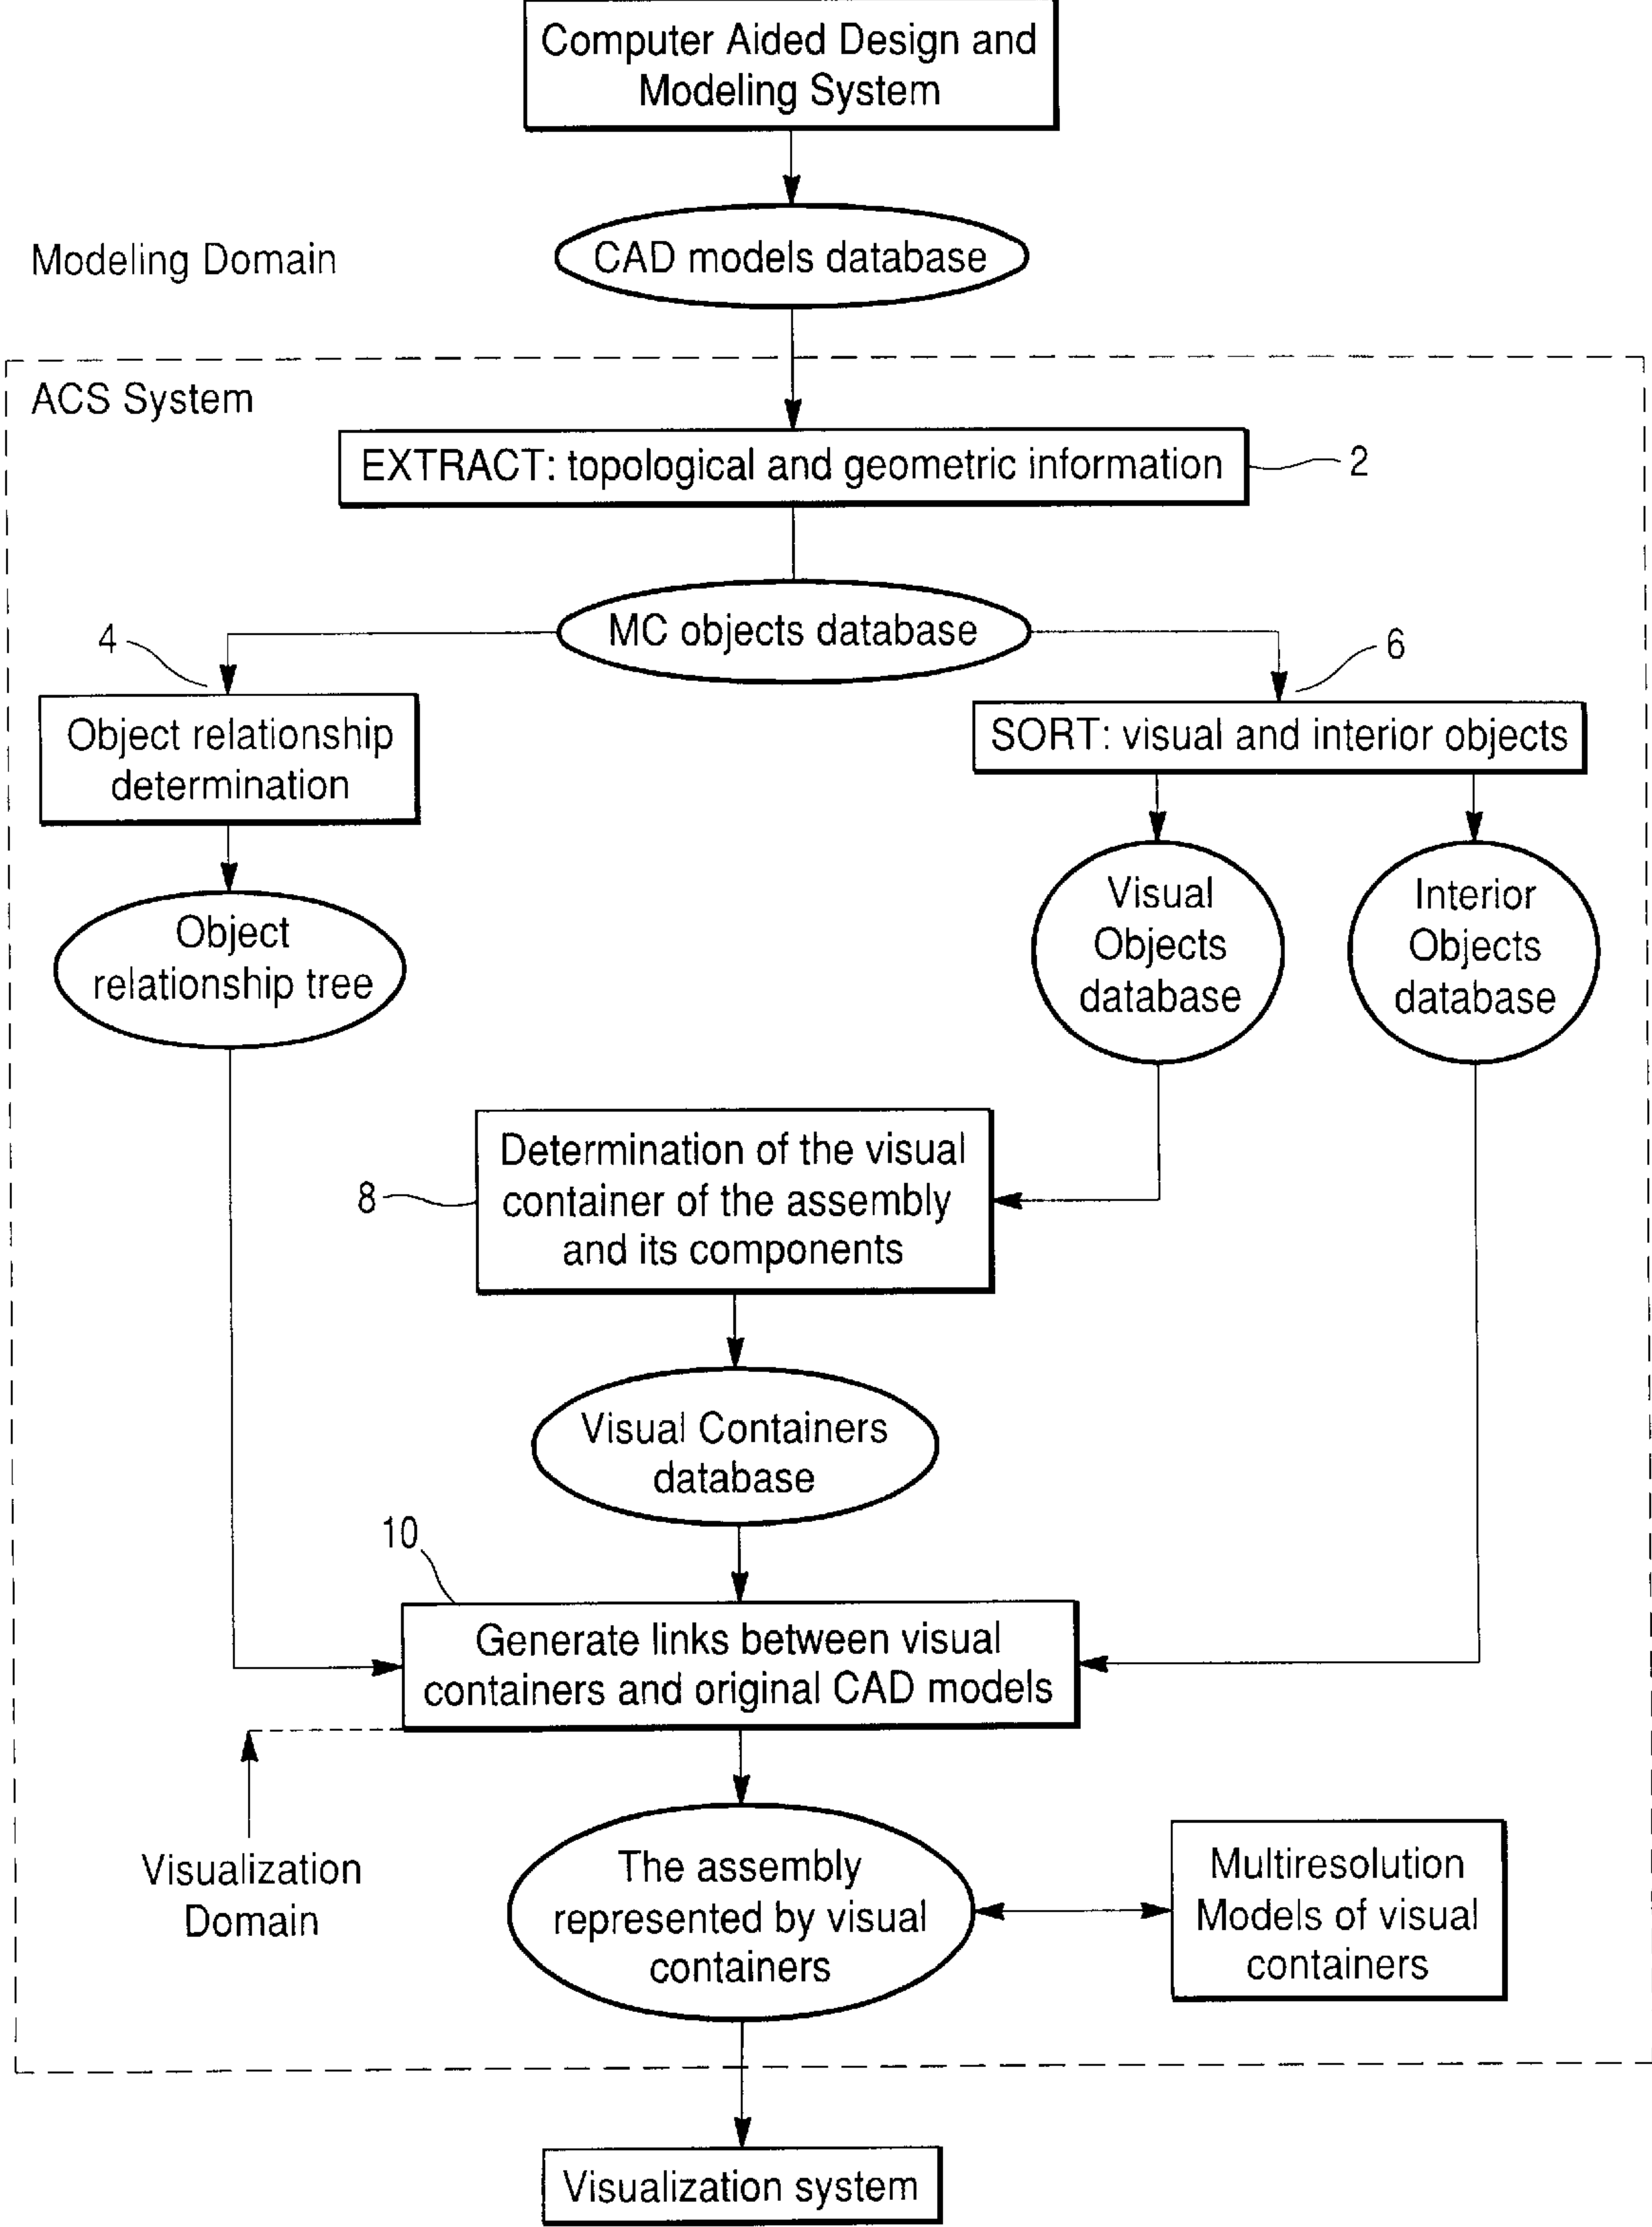 Computer Aided Design and
Modeling System
Modeling Domain
CAD models database
ACS System
EXTRACT: topological and geometric information
2
MC objects database
4
6
Object relationship
determination
SORT: visual and interior objects
Object
relationship tree
Visual
Objects
database
Interior
Objects
database
8
Determination of the visual
container of the assembly
and its components
Visual Containers
database
10
Generate links between visual
containers and original CAD models
Visualization
Domain
The assembly
represented by visual
containers
Multiresolution
Models of visual
containers
Visualization system